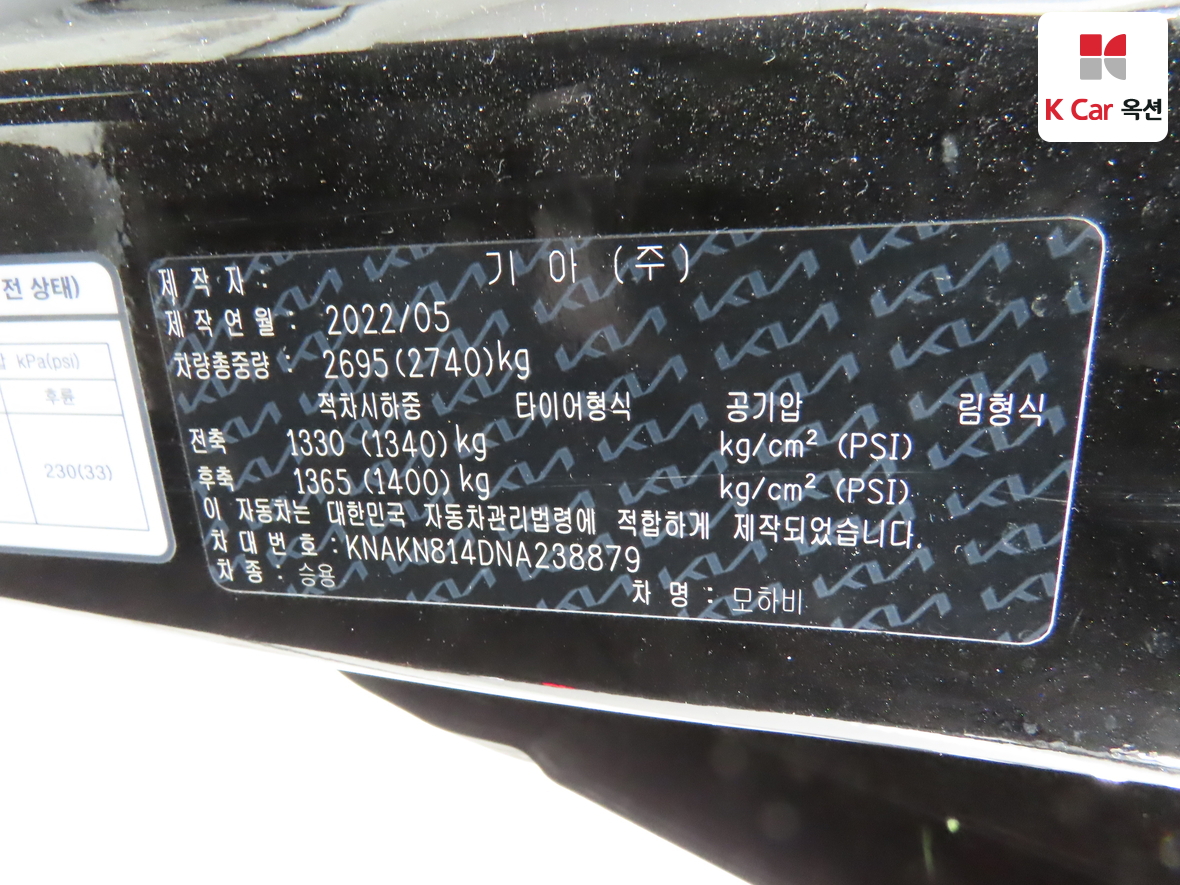 K Car 옥션
전 상태)
kPa(psi)
후륜
230(33)
제 작 자 : 기 아 (주)
제 작 연 월 : 2022/05
차량총중량 : 2695(2740)kg
적차시하중 타이어형식 공기압 림형식
전축 1330 (1340)kg kg/cm² (PSI)
후축 1365 (1400)kg kg/cm² (PSI)
이 자동차는 대한민국 자동차관리법령에 적합하게 제작되었습니다.
차 대 번 호 : KNAKN814DNA238879
차 종 : 승용 차 명 : 모하비